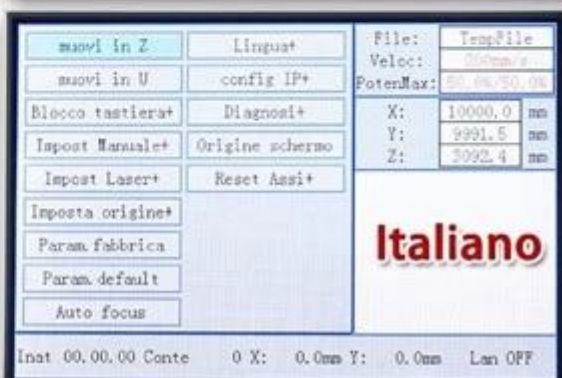 muovi in Z
muovi in U
Blocco tastiera+
Impost Manuale+
Impost Laser+
Imposta origine+
Param.fabbrica
Param.default
Auto focus
Lingua+
config IP+
Diagnosi+
Origine schermo
Reset Assi+
File: TempFile
Veloc: 200mm/s
PotenMax: 50.0%/50.0%
X: 10000.0 mm
Y: 9991.5 mm
Z: 3092.4 mm
Italiano
Inat 00.00.00 Conte 0 X: 0.0mm Y: 0.0mm Lan OFF